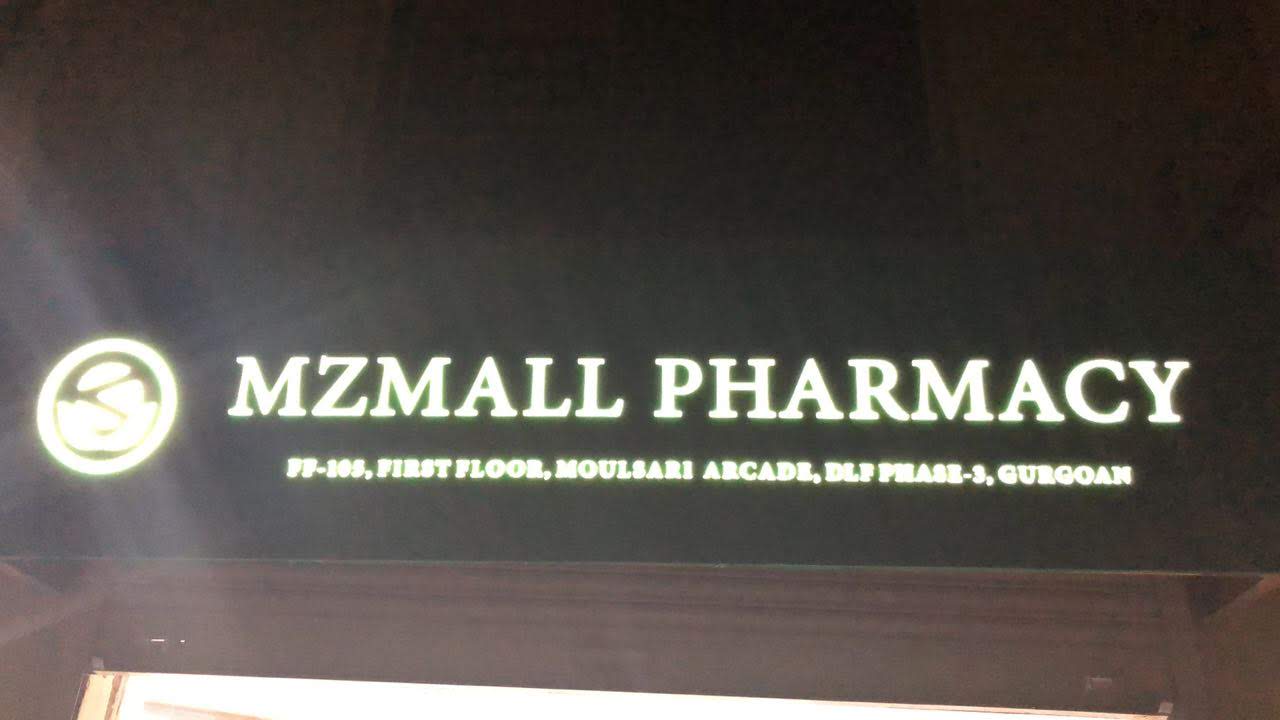 MZMALL PHARMACY
FF-105, FIRST FLOOR, MOULSARI ARCADE, DLF PHASE-3, GURGOAN